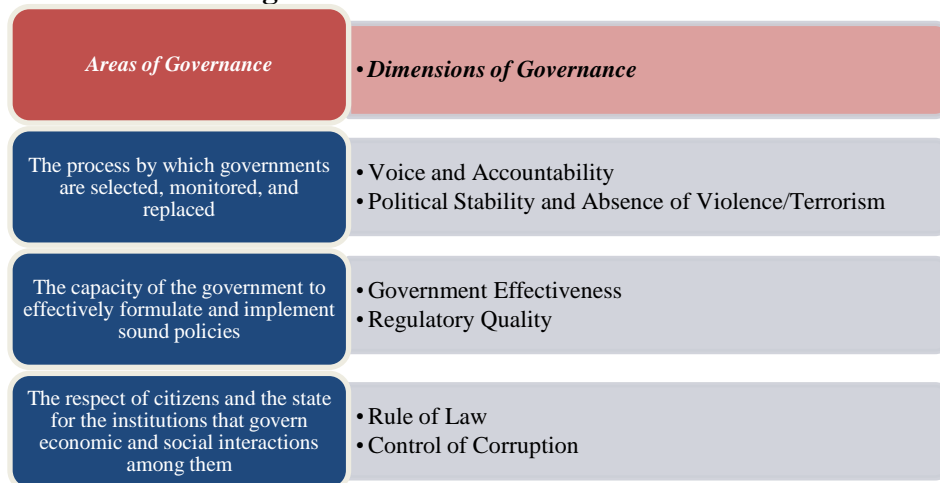 Areas of Governance
• Dimensions of Governance
The process by which governments
are selected, monitored, and
replaced
• Voice and Accountability
• Political Stability and Absence of Violence/Terrorism
The capacity of the government to
effectively formulate and implement
sound policies
• Government Effectiveness
• Regulatory Quality
The respect of citizens and the state
for the institutions that govern
economic and social interactions
among them
• Rule of Law
• Control of Corruption